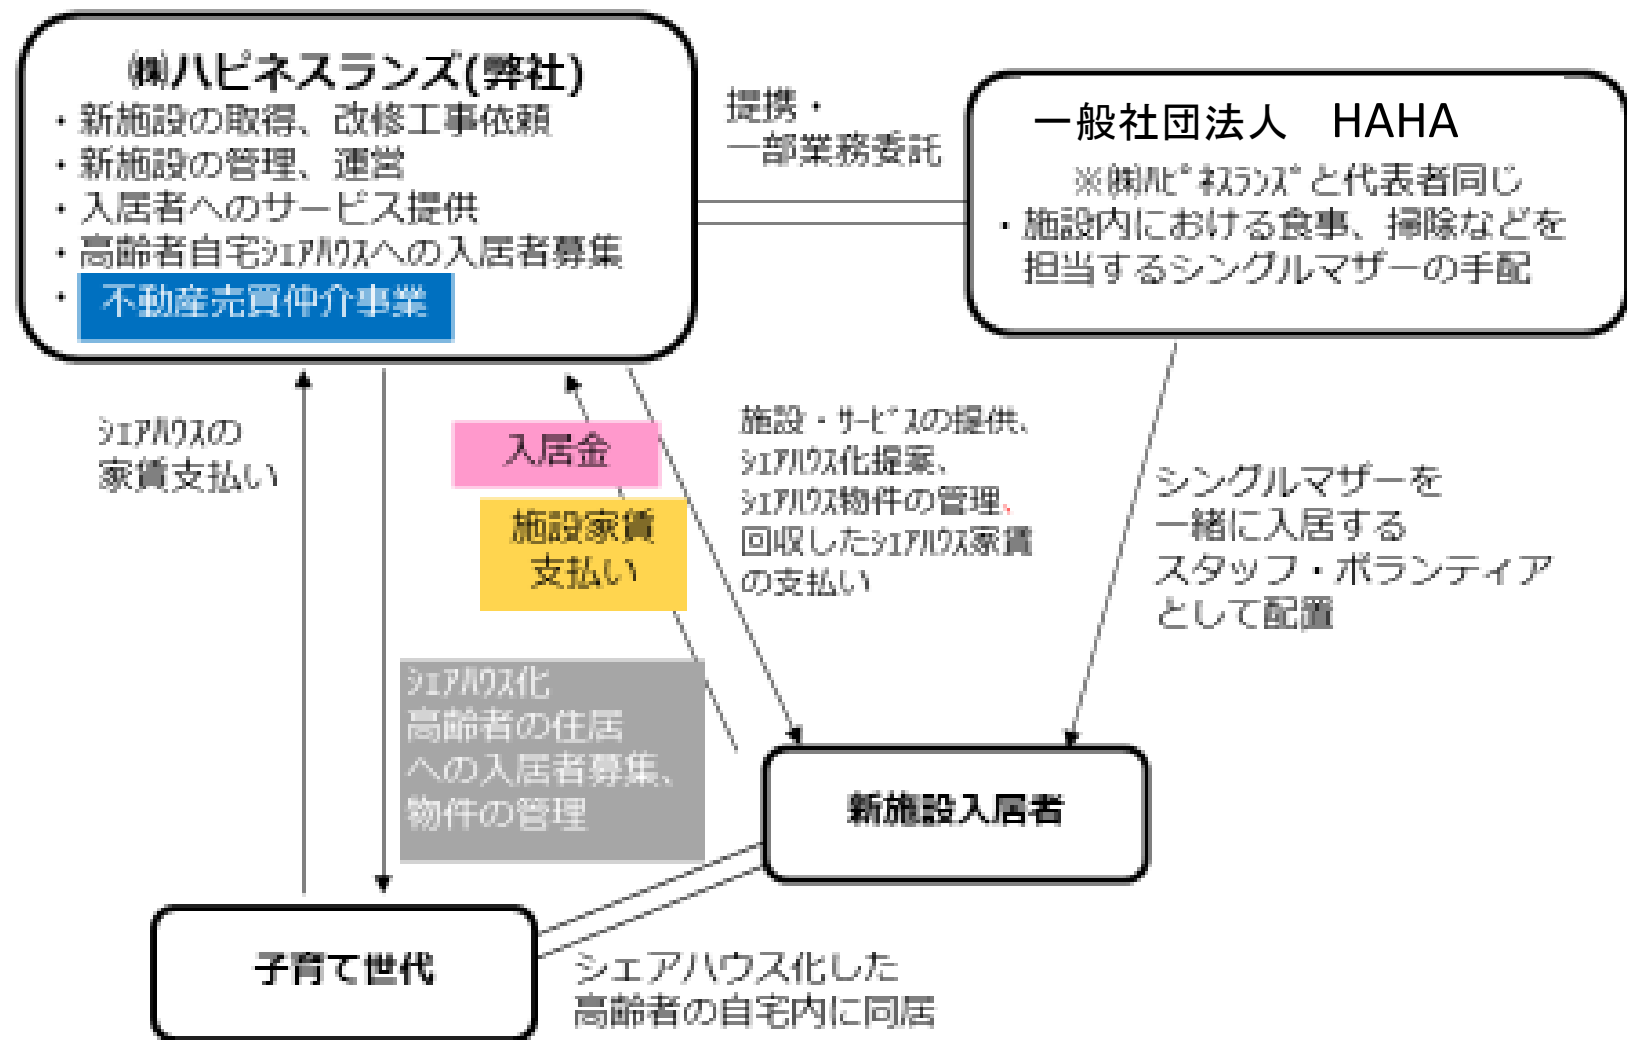 ㈱ハピネスランズ(弊社)
・新施設の取得、改修工事依頼
・新施設の管理、運営
・入居者へのサービス提供
・高齢者自宅ｼｪｱﾊｳｽへの入居者募集
・不動産売買仲介事業
提携・
一部業務委託
一般社団法人　HAHA
※㈱ﾊﾋﾟﾈｽﾗﾝｽﾞと代表者同じ
・施設内における食事、掃除などを
担当するシングルマザーの手配
ｼｪｱﾊｳｽの
家賃支払い
入居金
施設家賃
支払い
施設・ｻｰﾋﾞｽの提供、
ｼｪｱﾊｳｽ化提案、
ｼｪｱﾊｳｽ物件の管理、
回収したｼｪｱﾊｳｽ家賃
の支払い
シングルマザーを
一緒に入居する
スタッフ・ボランティア
として配置
ｼｪｱﾊｳｽ化
高齢者の住居
への入居者募集、
物件の管理
新施設入居者
子育て世代
シェアハウス化した
高齢者の自宅内に同居